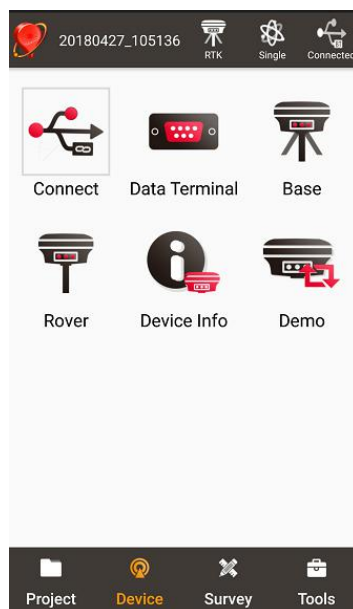 20180427_105136
RTK Single Connected
Connect Data Terminal Base
Rover Device Info Demo
Project Device Survey Tools